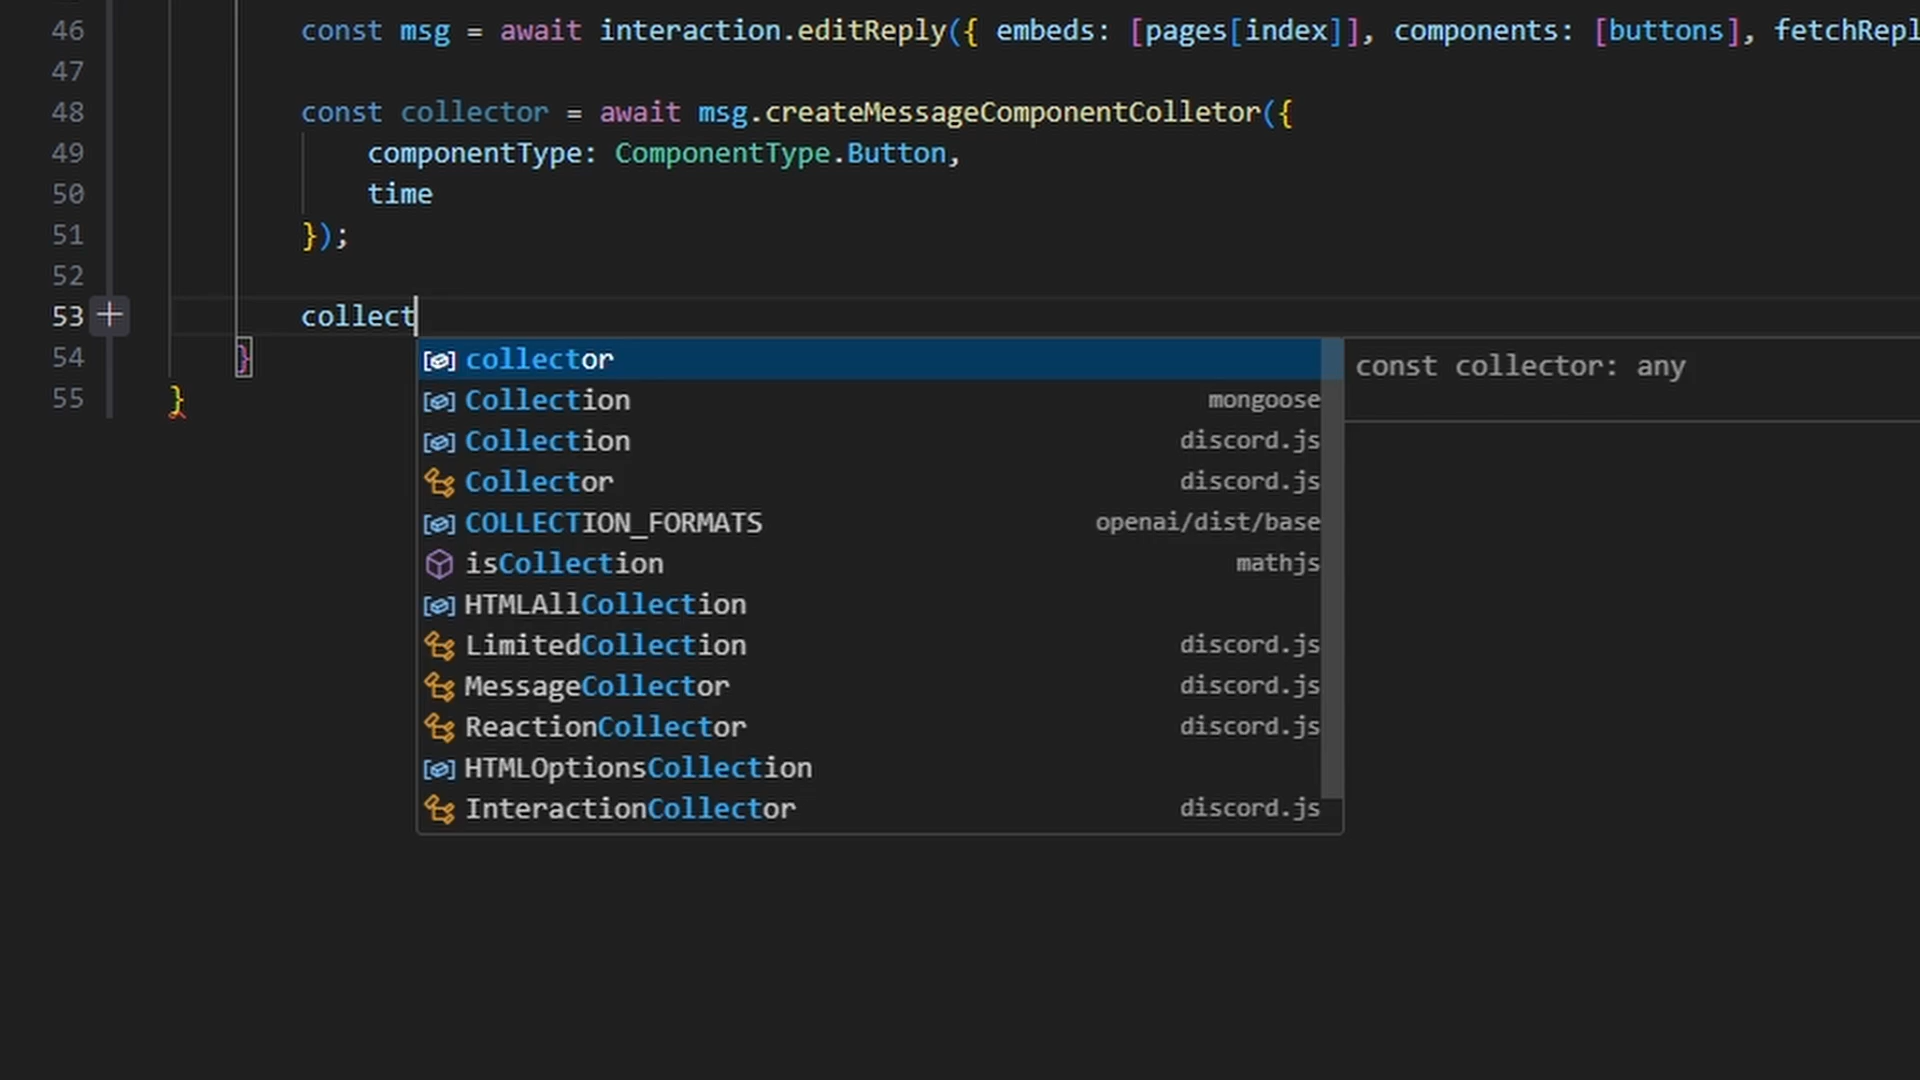 46 const msg = await interaction.editReply({ embeds: [pages[index]], components: [buttons], fetchRepl
47
48 const collector = await msg.createMessageComponentColletor({
49 componentType: ComponentType.Button,
50 time
51 });
52
53 collect
54 }
55 }
collector
Collection mongoose
Collection discord.js
Collector discord.js
COLLECTION_FORMATS openai/dist/base
isCollection mathjs
HTMLAllCollection
LimitedCollection discord.js
MessageCollector discord.js
ReactionCollector discord.js
HTMLOptionsCollection
InteractionCollector discord.js
const collector: any